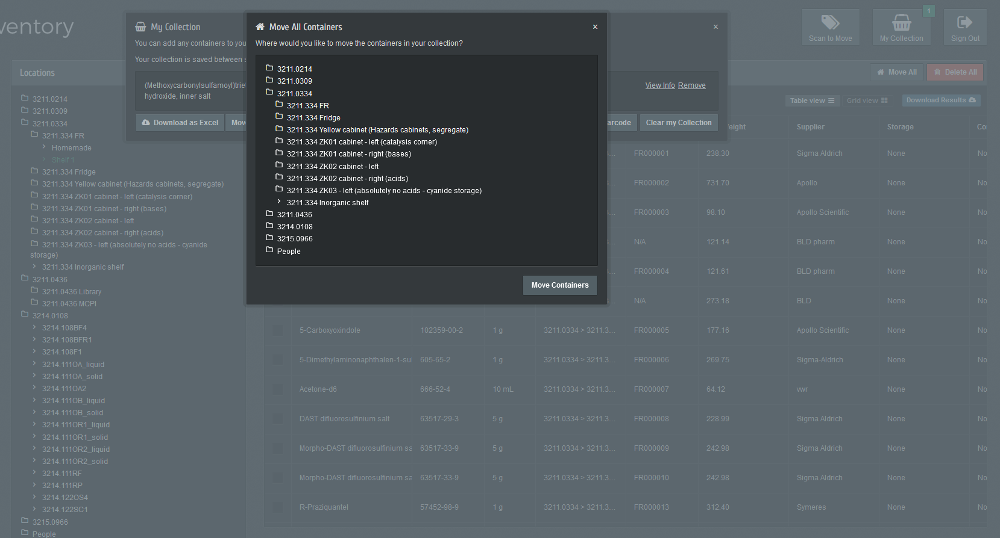 ventory
My Collection
You can add any containers to you
Your collection is saved between s
(Methoxycarbonylsulfamoyl)triet
hydroxide, inner salt
View Info Remove
Download as Excel
Mov
arcode
Clear my Collection
Move All Containers
Where would you like to move the containers in your collection?
3211.0214
3211.0309
3211.0334
3211.334 FR
3211.334 Fridge
3211.334 Yellow cabinet (Hazards cabinets, segregate)
3211.334 ZK01 cabinet - left (catalysis corner)
3211.334 ZK01 cabinet - right (bases)
3211.334 ZK02 cabinet - left
3211.334 ZK02 cabinet - right (acids)
3211.334 ZK03 - left (absolutely no acids - cyanide storage)
3211.334 Inorganic shelf
3211.0436
3214.0108
3215.0966
People
Move Containers
Scan to Move
1
My Collection
Sign Out
Move All
Delete All
Table view
Grid view
Download Results
Locations
3211.0214
3211.0309
3211.0334
3211.334 FR
Homemade
Shelf 1
3211.334 Fridge
3211.334 Yellow cabinet (Hazards cabinets, segregate)
3211.334 ZK01 cabinet - left (catalysis corner)
3211.334 ZK01 cabinet - right (bases)
3211.334 ZK02 cabinet - left
3211.334 ZK02 cabinet - right (acids)
3211.334 ZK03 - left (absolutely no acids - cyanide
storage)
3211.334 Inorganic shelf
3211.0436
3211.0436 Library
3211.0436 MCPI
3214.0108
3214.108BF4
3214.108BFR1
3214.108F1
3214.111OA_liquid
3214.111OA_solid
3214.111OA2
3214.111OB_liquid
3214.111OB_solid
3214.111OR1_liquid
3214.111OR1_solid
3214.111OR2_liquid
3214.111OR2_solid
3214.111RF
3214.111RP
3214.122OS4
3214.122SC1
3215.0966
People
eight Supplier Storage Co
3... FR000001 238.30 Sigma Aldrich None No
3... FR000002 731.70 Apollo None No
3... FR000003 98.10 Apollo Scientific None No
3... N/A 121.14 BLD pharm None No
3... FR000004 121.61 BLD pharm None No
3... N/A 273.18 BLD None No
5-Carboxyoxindole 102359-00-2 1 g 3211.0334 > 3211.3... FR000005 177.16 Apollo Scientific None No
5-Dimethylaminonaphthalen-1-su 605-65-2 1 g 3211.0334 > 3211.3... FR000006 269.75 Sigma-Aldrich None No
Acetone-d6 666-52-4 10 mL 3211.0334 > 3211.3... FR000007 64.12 vwr None No
DAST difluorosulfinium salt 63517-29-3 5 g 3211.0334 > 3211.3... FR000008 228.99 Sigma Aldrich None No
Morpho-DAST difluorosulfinium sa 63517-33-9 5 g 3211.0334 > 3211.3... FR000009 242.98 Sigma Aldrich None No
Morpho-DAST difluorosulfinium sa 63517-33-9 5 g 3211.0334 > 3211.3... FR000010 242.98 Sigma Aldrich None No
R-Praziquantel 57452-98-9 1 g 3211.0334 > 3211.3... FR000013 312.40 Symeres None No